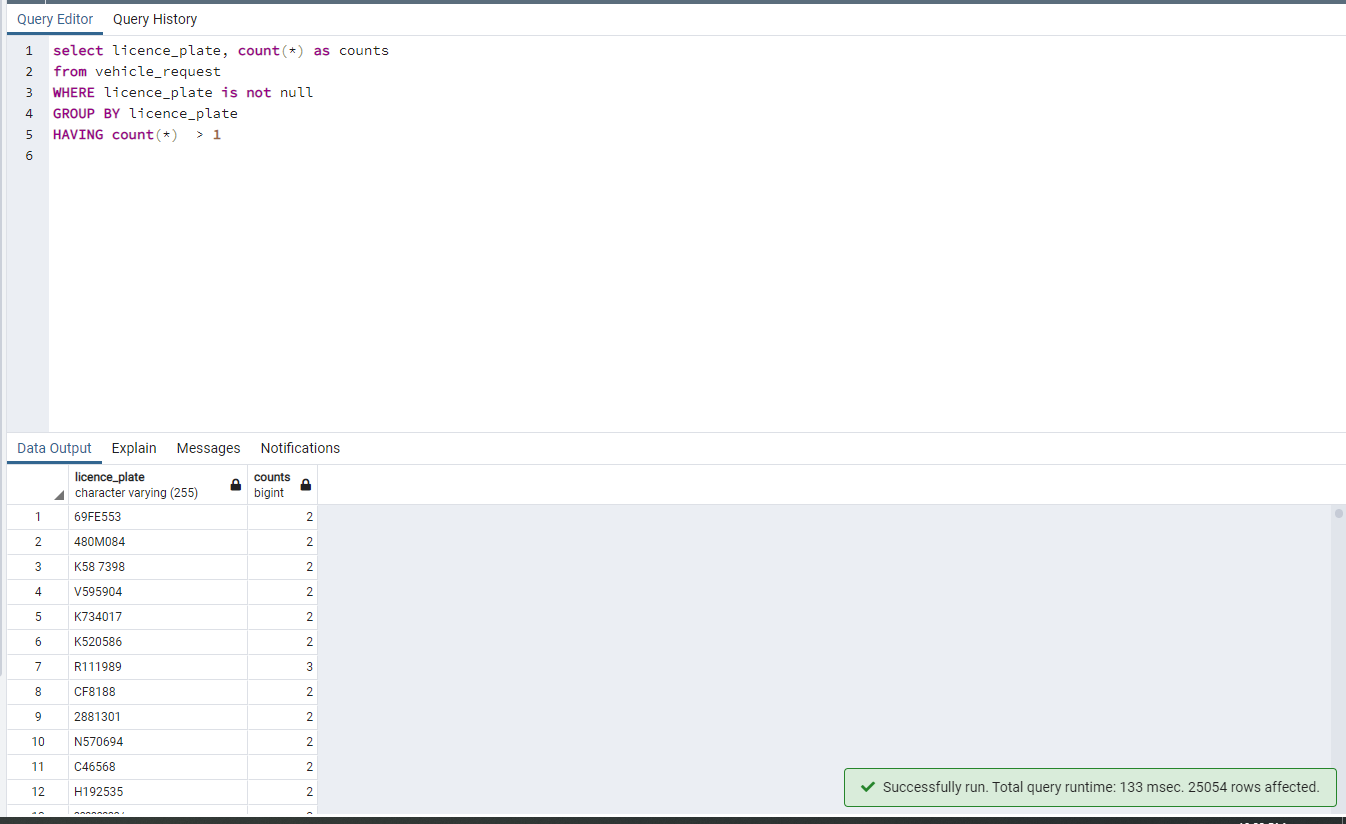 Query Editor Query History
1 select licence_plate, count(*) as counts
2 from vehicle_request
3 WHERE licence_plate is not null
4 GROUP BY licence_plate
5 HAVING count(*)  > 1
6
Data Output Explain Messages Notifications
licence_plate counts
character varying (255) bigint
1 69FE553 2
2 480M084 2
3 K58 7398 2
4 V595904 2
5 K734017 2
6 K520586 2
7 R111989 3
8 CF8188 2
9 2881301 2
10 N570694 2
11 C46568 2
12 H192535 2
Successfully run. Total query runtime: 133 msec. 25054 rows affected.